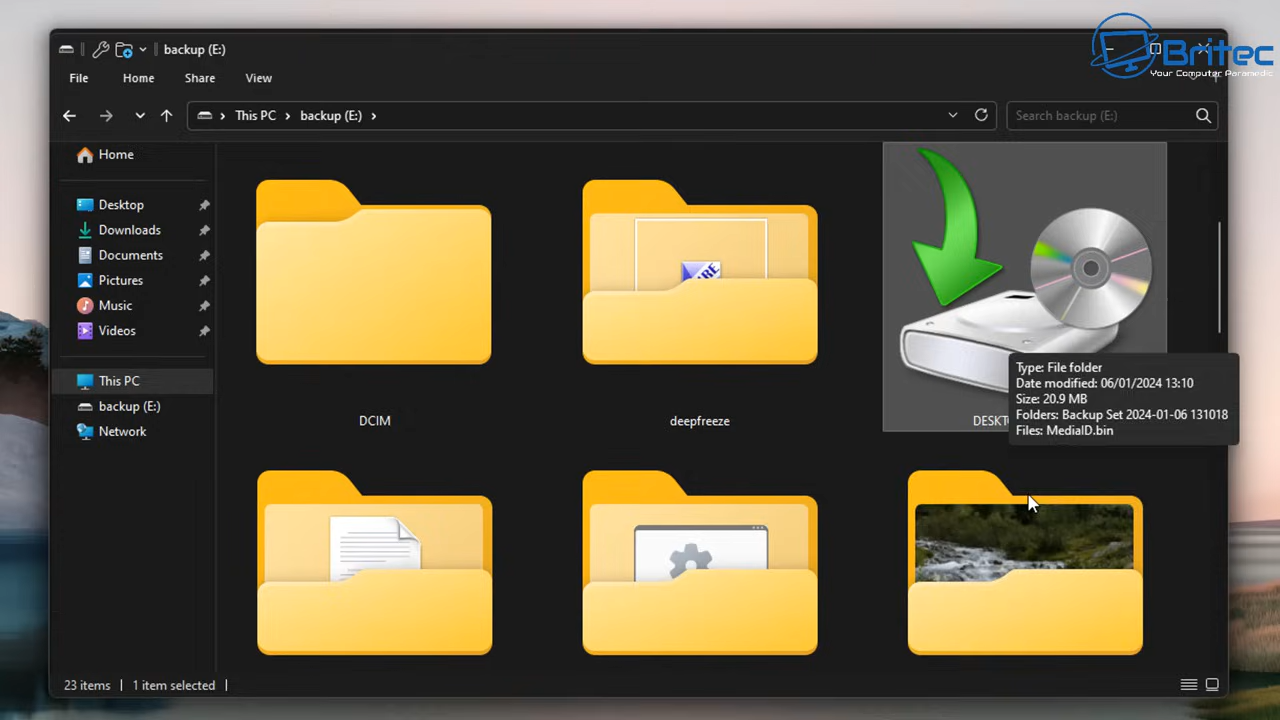 backup (E:)
Britec
Your Computer Paramedic
File Home Share View
This PC backup (E:)
Search backup (E:)
Home
Desktop
Downloads
Documents
Pictures
Music
Videos
This PC
backup (E:)
Network
DCIM
deepfreeze
Type: File folder
Date modified: 06/01/2024 13:10
Size: 20.9 MB
Folders: Backup Set 2024-01-06 131018
Files: MediaID.bin
23 items
1 item selected